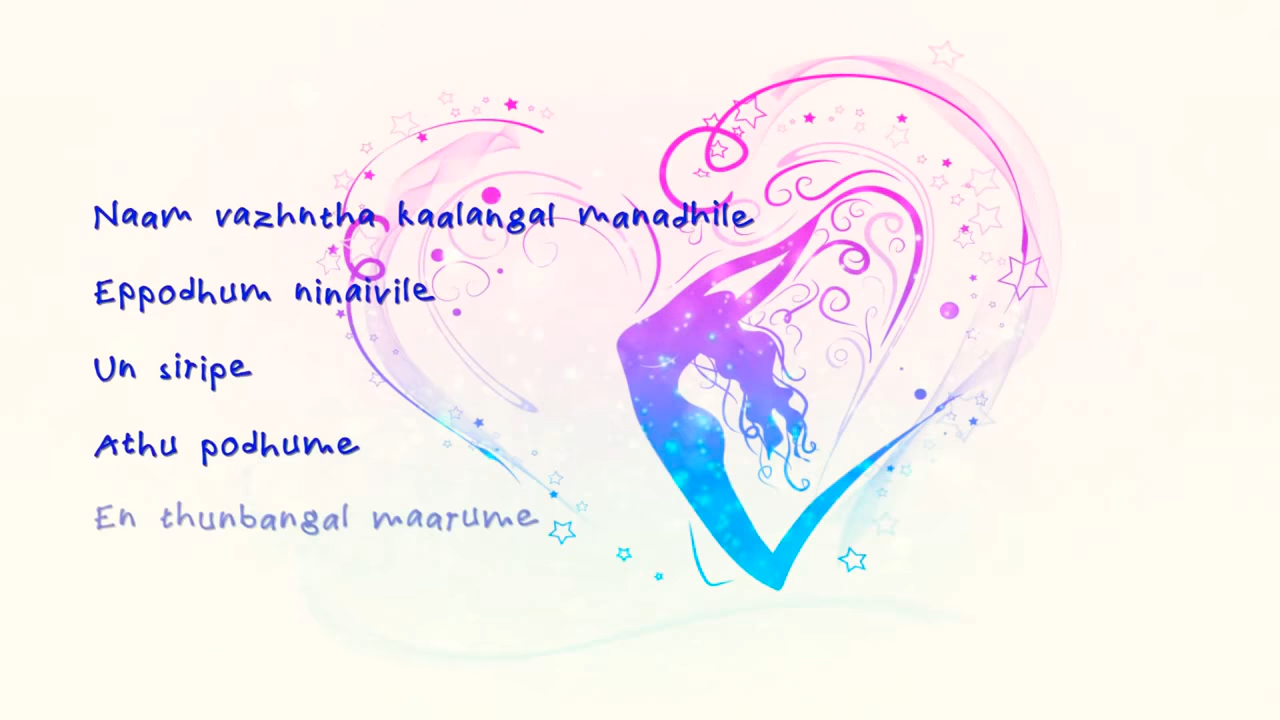 Naam vazhntha kaalangal manadhile
Eppodhum ninaivile
Un siripe
Athu podhume
En thunbangal maarume